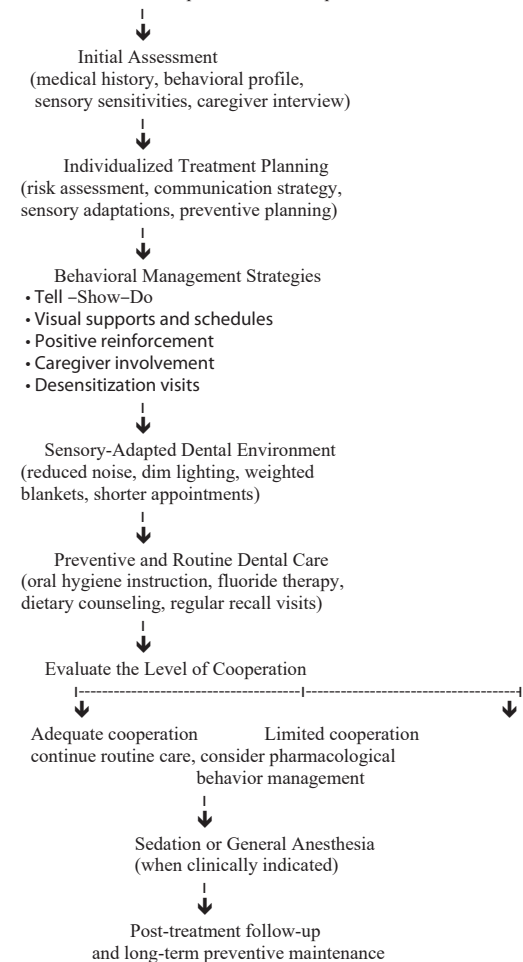 Initial Assessment
(medical history, behavioral profile,
sensory sensitivities, caregiver interview)
Individualized Treatment Planning
(risk assessment, communication strategy,
sensory adaptations, preventive planning)
Behavioral Management Strategies
• Tell –Show–Do
• Visual supports and schedules
• Positive reinforcement
• Caregiver involvement
• Desensitization visits
Sensory-Adapted Dental Environment
(reduced noise, dim lighting, weighted
blankets, shorter appointments)
Preventive and Routine Dental Care
(oral hygiene instruction, fluoride therapy,
dietary counseling, regular recall visits)
Evaluate the Level of Cooperation
Adequate cooperation Limited cooperation
continue routine care, consider pharmacological
behavior management
Sedation or General Anesthesia
(when clinically indicated)
Post-treatment follow-up
and long-term preventive maintenance